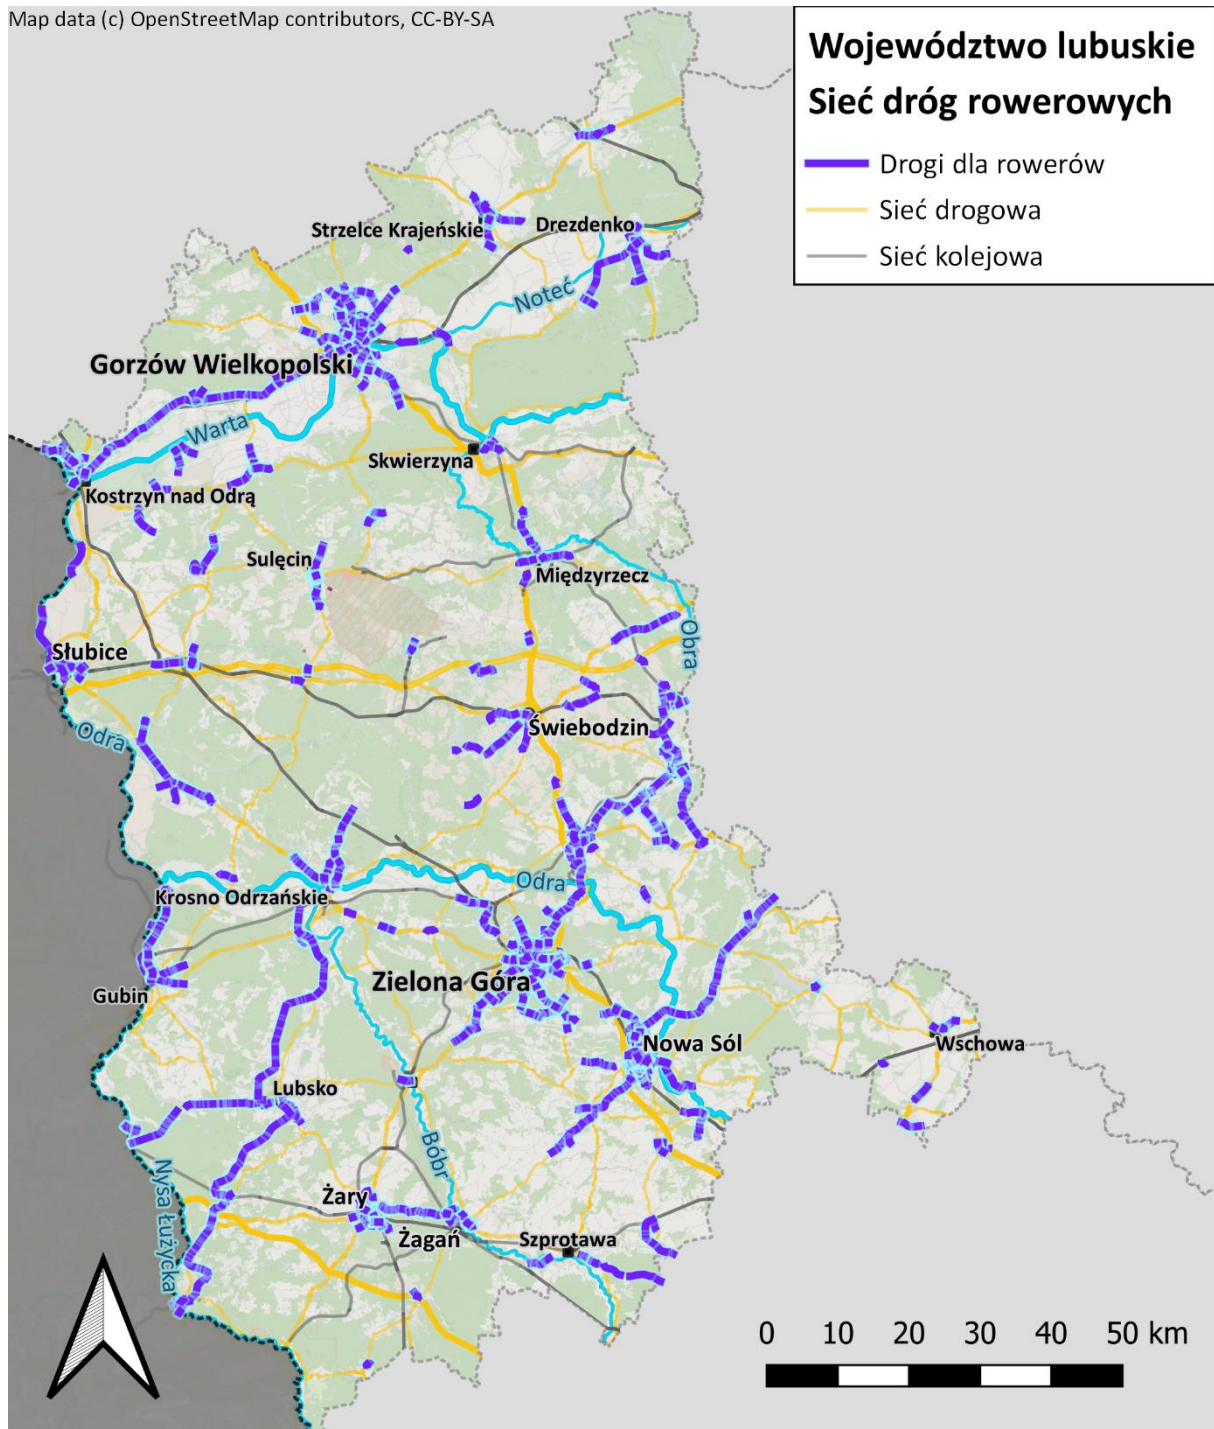 Map data (c) OpenStreetMap contributors, CC-BY-SA
Województwo lubuskie
Sieć dróg rowerowych
Drogi dla rowerów
Sieć drogowa
Sieć kolejowa
Strzelce Krajeńskie
Drezdenko
Noteć
Gorzów Wielkopolski
Warta
Skwierzyna
Kostrzyn nad Odrą
Sulęcin
Międzyrzecz
Obra
Słubice
Świebodzin
Odra
Odra
Krosno Odrzańskie
Zielona Góra
Gubin
Nowa Sól
Wschowa
Lubsko
Bóbr
Nysa Łużycka
Żary
Żagań
Szprotawa
0 10 20 30 40 50 km